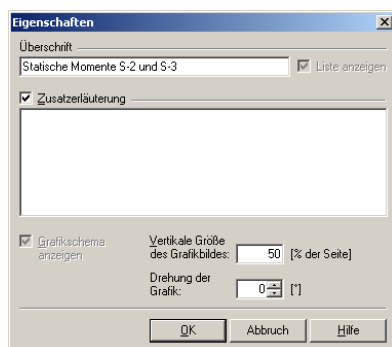 Eigenschaften
Überschrift
Statische Momente S-2 und S-3
Liste anzeigen
Zusatzerläuterung
Grafikschema
anzeigen
Vertikale Größe
des Grafikbildes:
50 [% der Seite]
Drehung der
Grafik:
0 [°]
OK Abbruch Hilfe